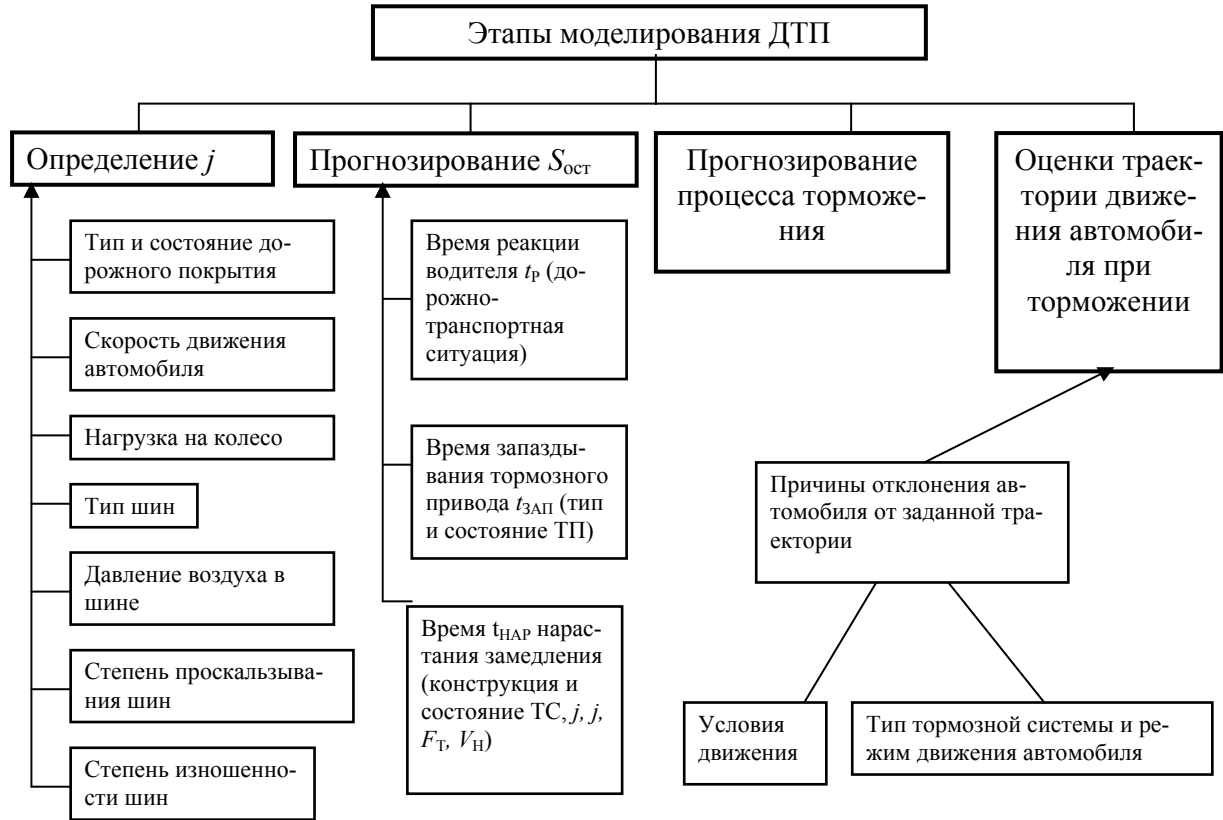 Этапы моделирования ДТП
Определение j
Прогнозирование Sост
Прогнозирование
процесса торможе-
ния
Оценки траек-
тории движе-
ния автомоби-
ля при
торможении
Тип и состояние до-
рожного покрытия
Скорость движения
автомобиля
Нагрузка на колесо
Тип шин
Давление воздуха в
шине
Степень проскальзыва-
ния шин
Степень изношенно-
сти шин
Время реакции
водителя tР (до-
рожно-
транспортная
ситуация)
Время запазды-
вания тормозного
привода tЗАП (тип
и состояние ТП)
Время tНАР нарас-
тания замедления
(конструкция и
состояние ТС, j, j,
FТ, VН)
Причины отклонения ав-
томобиля от заданной тра-
ектории
Условия
движения
Тип тормозной системы и ре-
жим движения автомобиля